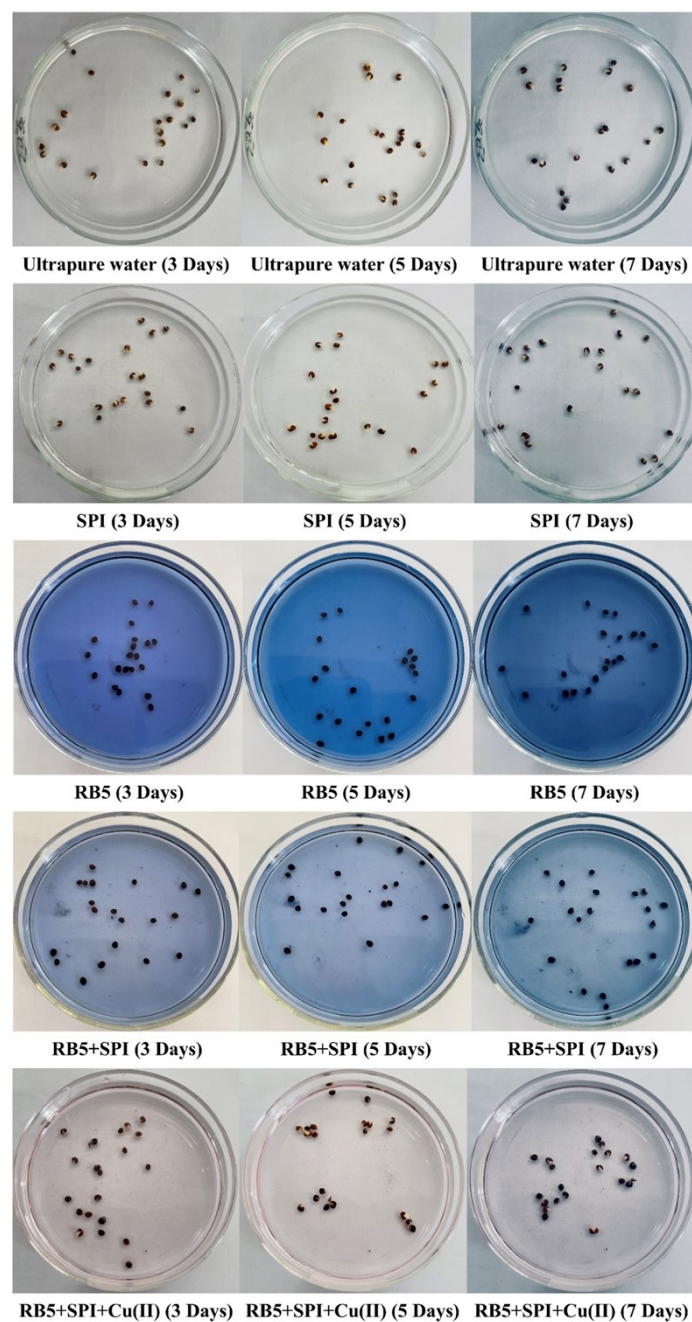 Ultrapure water (3 Days) Ultrapure water (5 Days) Ultrapure water (7 Days)
SPI (3 Days) SPI (5 Days) SPI (7 Days)
RB5 (3 Days) RB5 (5 Days) RB5 (7 Days)
RB5+SPI (3 Days) RB5+SPI (5 Days) RB5+SPI (7 Days)
RB5+SPI+Cu(II) (3 Days) RB5+SPI+Cu(II) (5 Days) RB5+SPI+Cu(II) (7 Days)